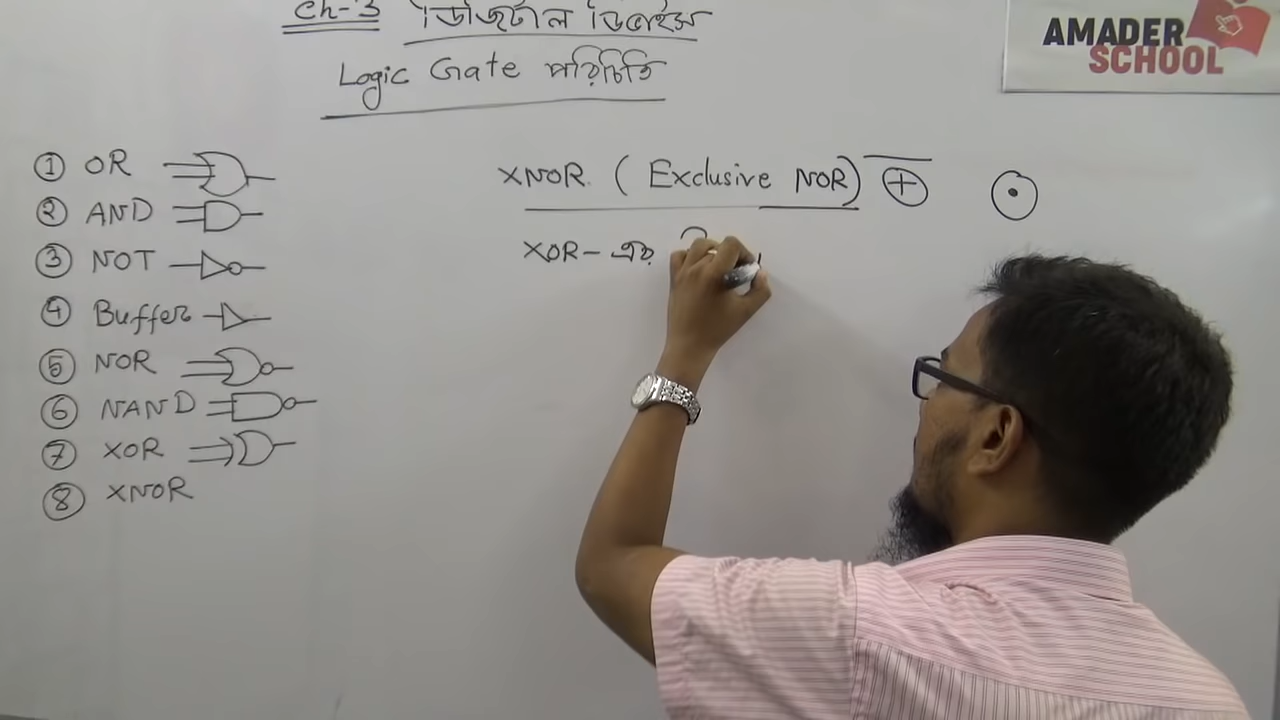 Ch-3 ডিজিটাল ডিভাইস
Logic Gate পরিচিতি
AMADER
SCHOOL
① OR
② AND
③ NOT
④ Buffer
⑤ NOR
⑥ NAND
⑦ XOR
⑧ XNOR
XNOR. ( Exclusive NOR)
XOR- এর